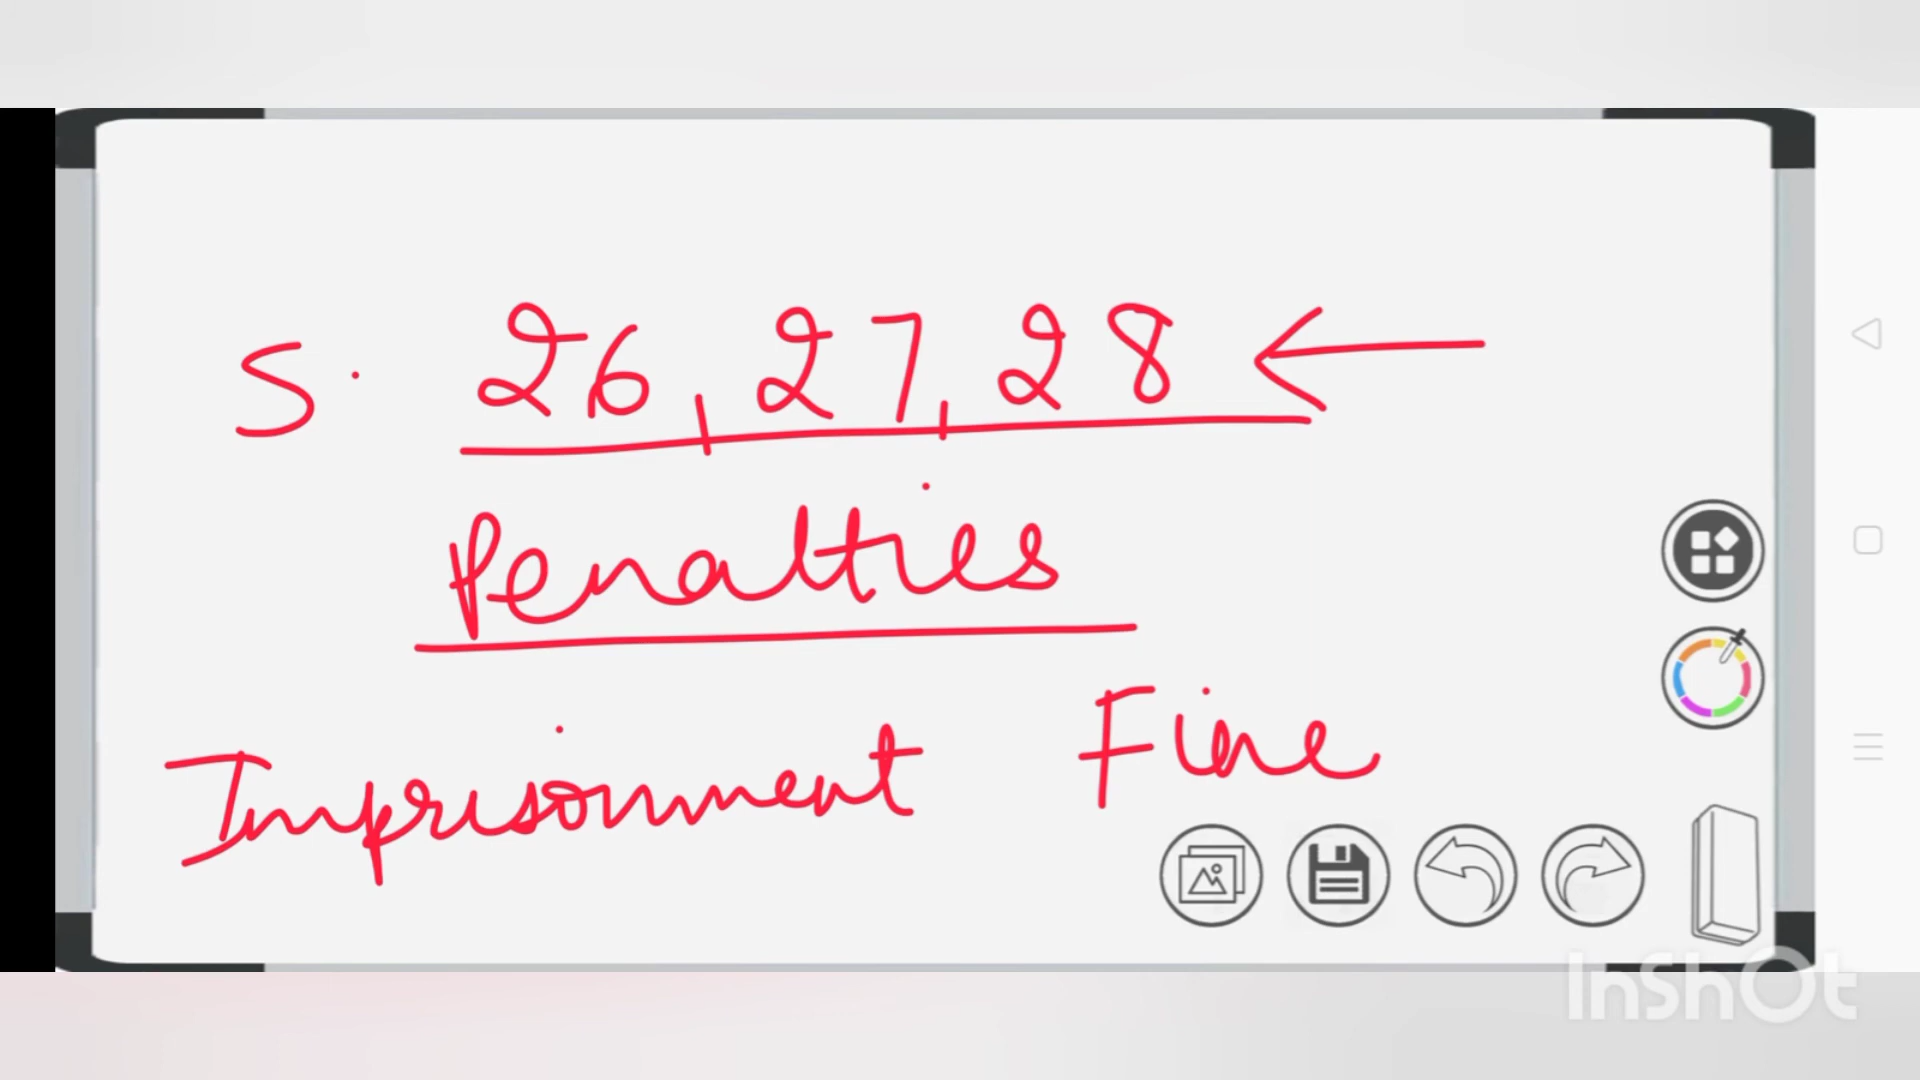 S. 26, 27, 28 ←
Penalties
Imprisonment Fine
InShOt